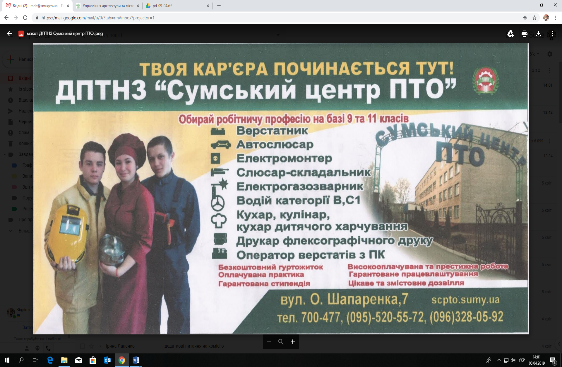 ТВОЯ КАР'ЄРА ПОЧИНАЄТЬСЯ ТУТ!
ДПТНЗ "Сумський центр ПТО"
Обирай робітничу професію на базі 9 та 11 класів
СУМСЬКИЙ ЦЕНТР
ПТО
Верстатник
Автослюсар
Електромонтер
Слюсар-складальник
Електрогазозварник
Водій категорії В,С1
Кухар, кулінар,
кухар дитячого харчування
Друкар флексографічного друку
Оператор верстатів з ПК
Безкоштовний гуртожиток
Оплачувана практика
Гарантована стипендія
Високооплачувана та престижна робота
Гарантоване працевлаштування
Цікаве та змістовне дозвілля
вул. О. Шапаренка,7 scpto.sumy.ua
тел. 700-477, (095)-520-55-72, (096)328-05-92